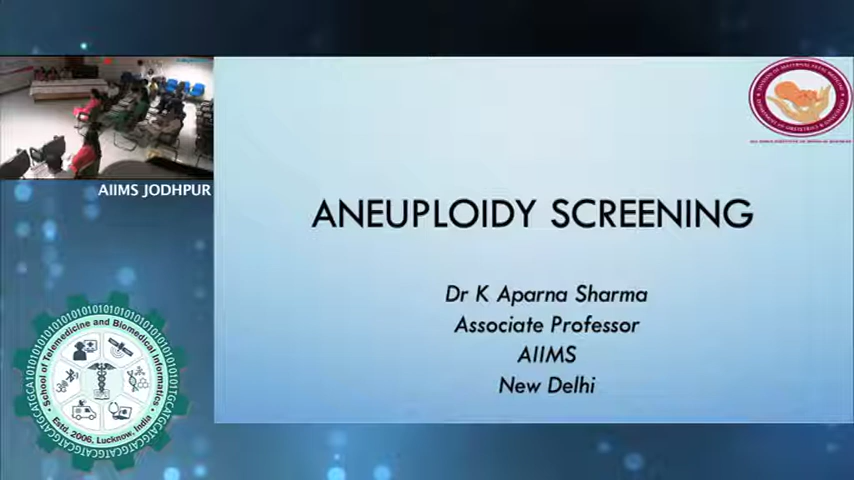 AIIMS JODHPUR
ANEUPLOIDY SCREENING
Dr K Aparna Sharma
Associate Professor
AIIMS
New Delhi
School of Telemedicine and Biomedical Informatics
Estd. 2006, Lucknow, India